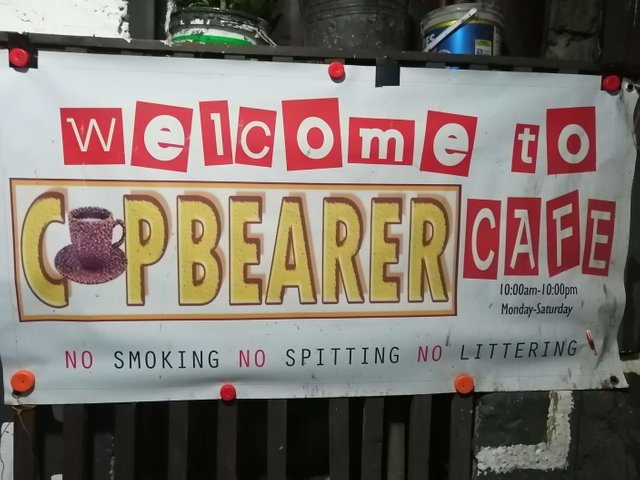 Welcome to
CUPBEARER CAFE
10:00am-10:00pm
Monday-Saturday
NO SMOKING NO SPITTING NO LITTERING